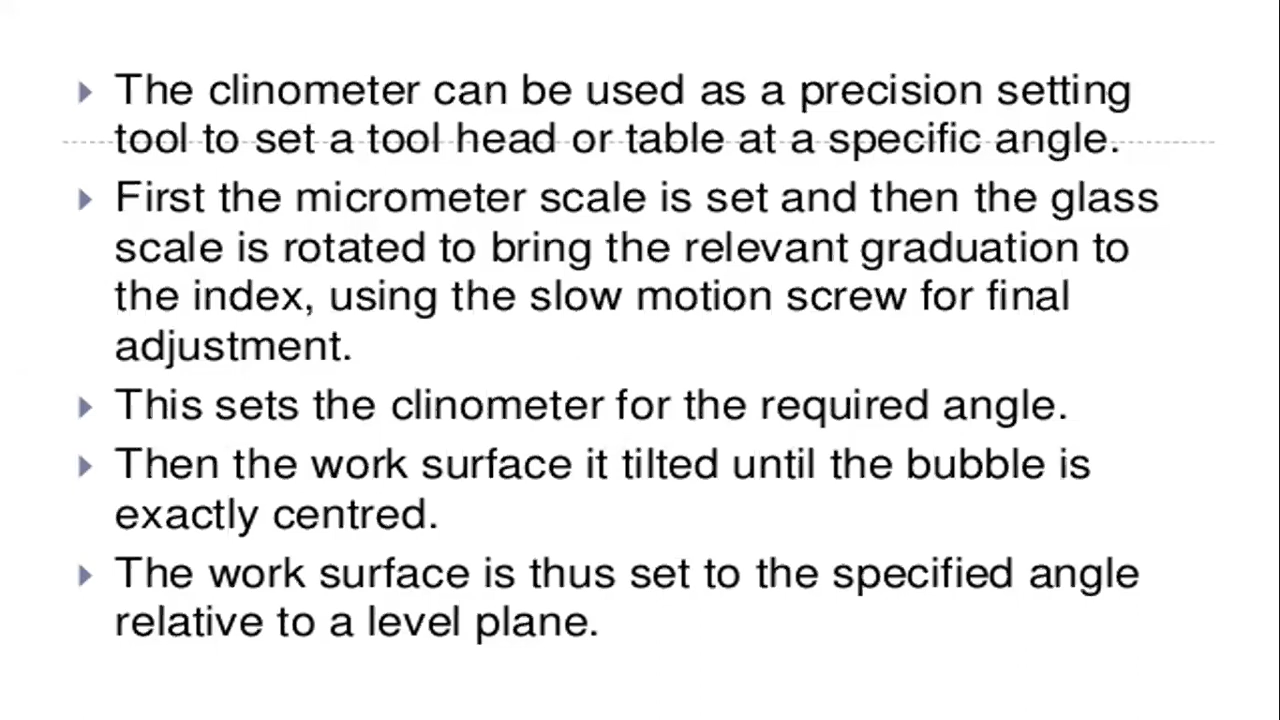 The clinometer can be used as a precision setting
tool to set a tool head or table at a specific angle.
First the micrometer scale is set and then the glass
scale is rotated to bring the relevant graduation to
the index, using the slow motion screw for final
adjustment.
This sets the clinometer for the required angle.
Then the work surface it tilted until the bubble is
exactly centred.
The work surface is thus set to the specified angle
relative to a level plane.